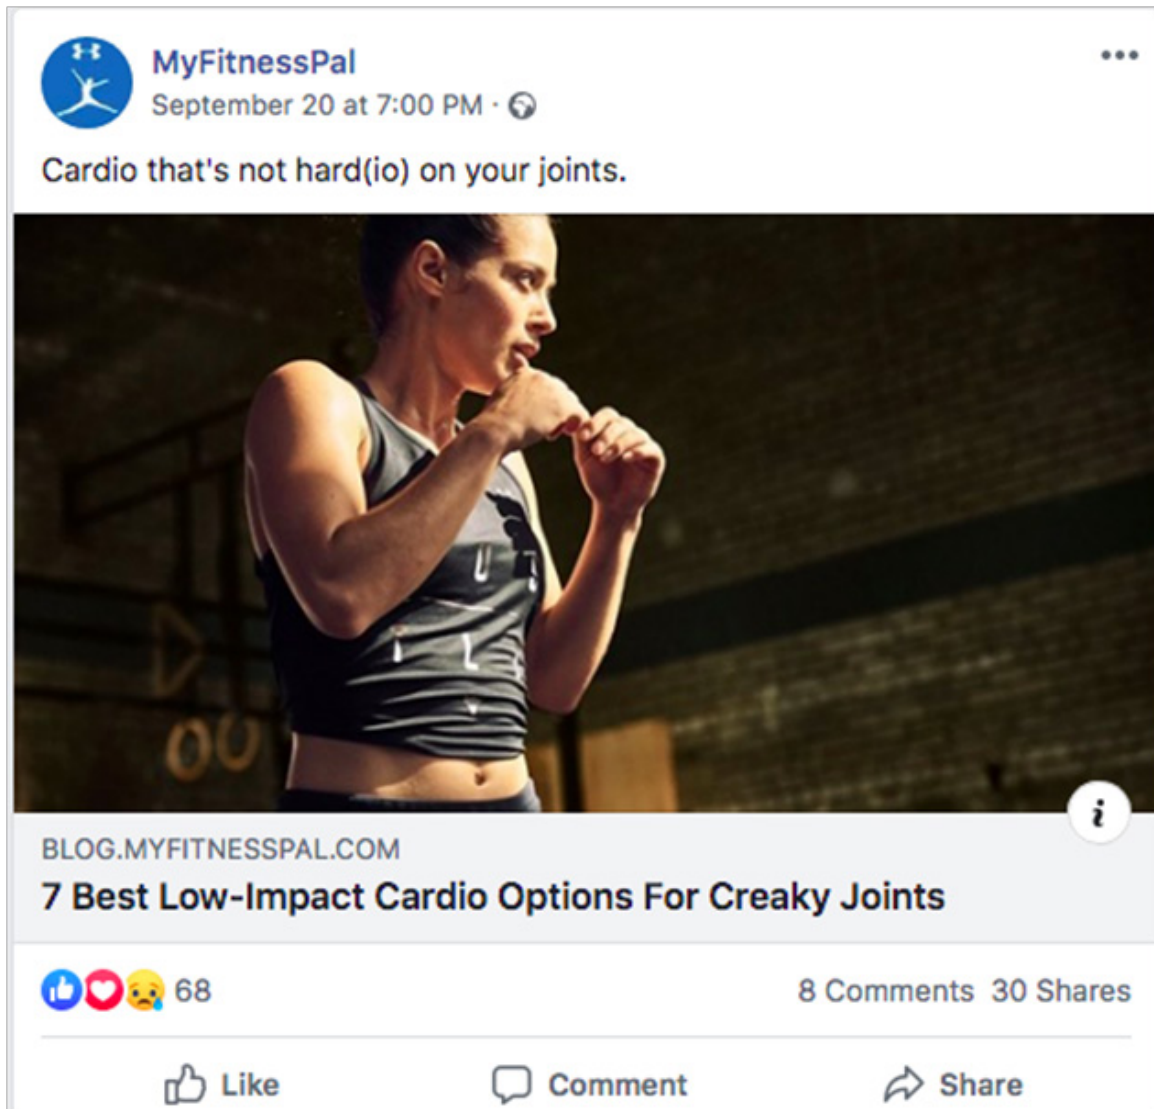 MyFitnessPal
September 20 at 7:00 PM ·
Cardio that's not hard(io) on your joints.
BLOG.MYFITNESSPAL.COM
7 Best Low-Impact Cardio Options For Creaky Joints
68
8 Comments 30 Shares
Like Comment Share